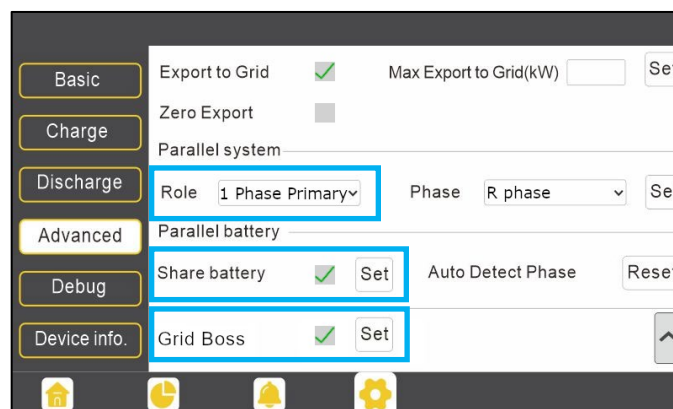 Basic
Charge
Discharge
Advanced
Debug
Device info.
Export to Grid Max Export to Grid(kW)
Zero Export
Parallel system
Role 1 Phase Primary Phase R phase
Parallel battery
Share battery Set Auto Detect Phase Reset
Grid Boss Set